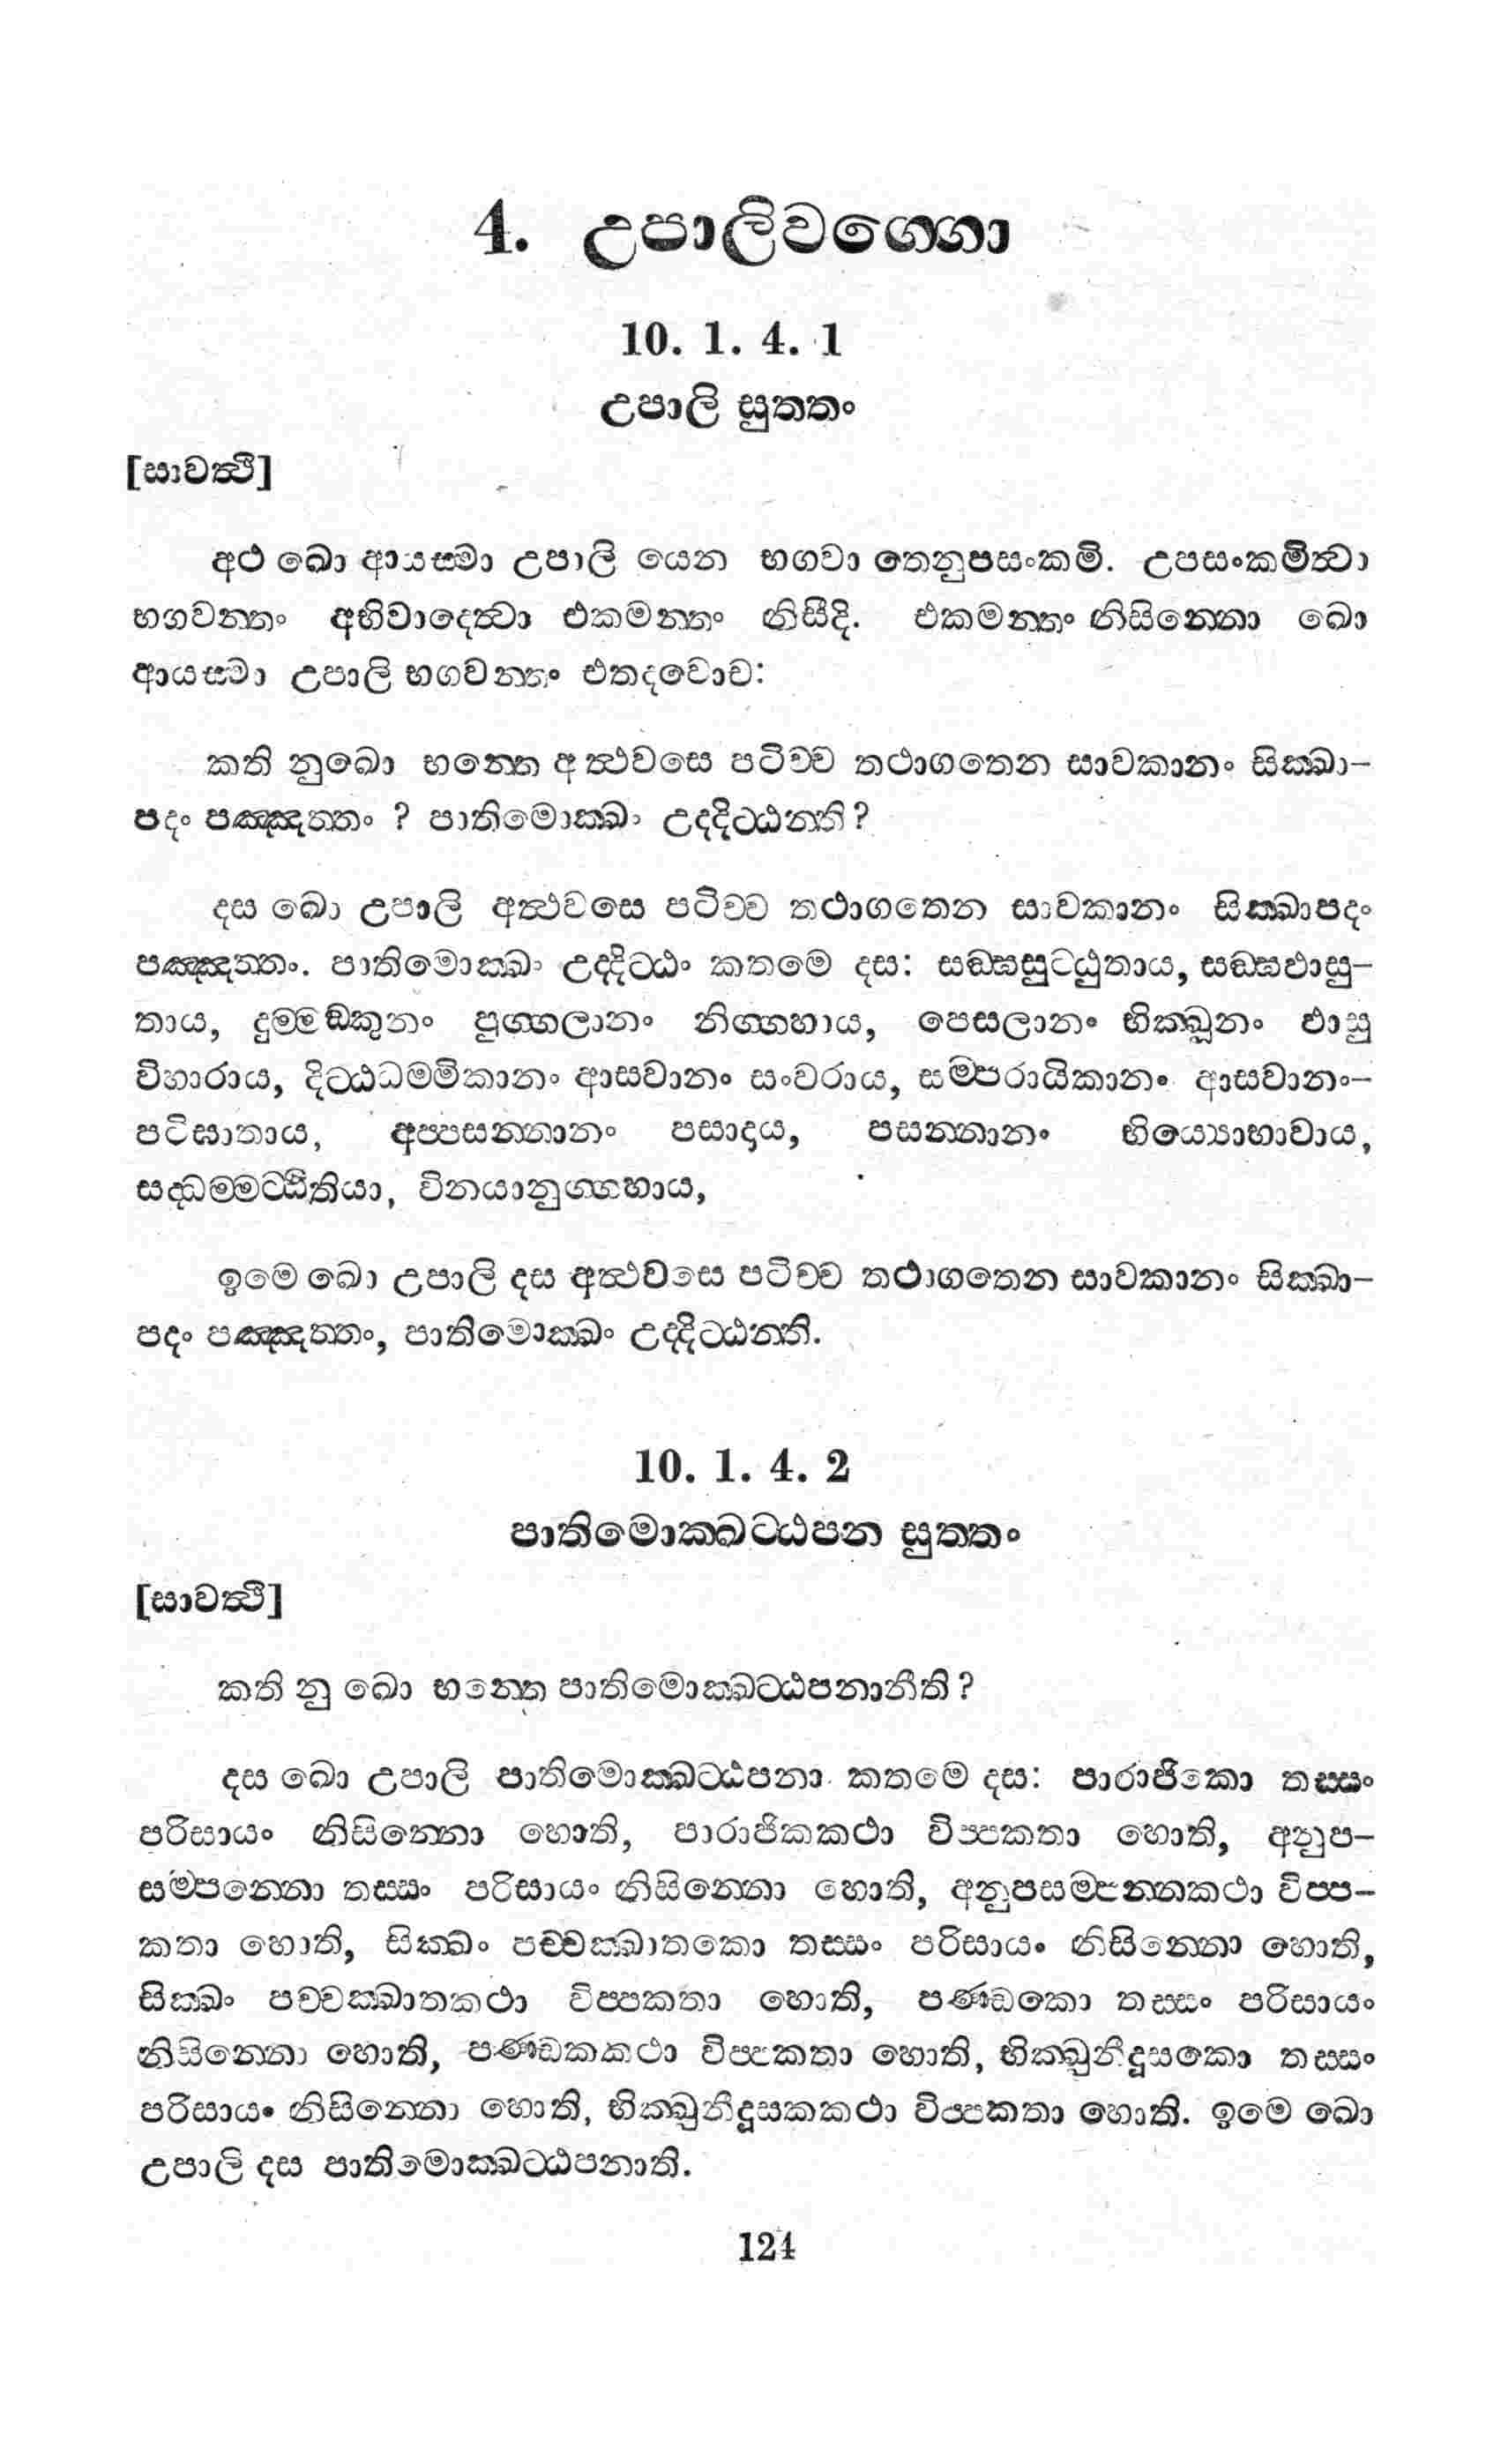 4. උපාලිවග්ගො
10. 1. 4. 1
උපාලි සුත්තං
[සාවත්ථි]
අථ ඛො ආයස්මා උපාලි යෙන භගවා තෙනුපසංකමි. උපසංකමිත්වා
භගවන්තං අභිවාදෙත්වා එකමන්තං නිසීදි. එකමන්තං නිසින්නො ඛො
ආයස්මා උපාලි භගවන්තං එතදවොච:
කති නුඛො භන්තෙ අත්ථවසෙ පටිච්ච තථාගතෙන සාවකානං සික්ඛා-
පදං පඤ්ඤත්තං ? පාතිමොක්ඛං උද්දිට්ඨන්ති?
දස ඛො උපාලි අත්ථවසෙ පටිච්ච තථාගතෙන සාවකානං සික්ඛාපදං
පඤ්ඤත්තං. පාතිමොක්ඛං උද්දිට්ඨං කතමෙ දස: සඞ්ඝසුට්ඨුතාය, සඞ්ඝඵාසු-
තාය, දුම්මඞ්කුනං පුග්ගලානං නිග්ගහාය, පෙසලානං භික්ඛූනං ඵාසු
විහාරාය, දිට්ඨධම්මිකානං ආසවානං සංවරාය, සම්පරායිකානං ආසවානං-
පටිඝාතාය, අප්පසන්නානං පසාදාය, පසන්නානං භිය්‍යොභාවාය,
සද්ධම්මට්ඨිතියා, විනයානුග්ගහාය,
ඉමෙ ඛො උපාලි දස අත්ථවසෙ පටිච්ච තථාගතෙන සාවකානං සික්ඛා-
පදං පඤ්ඤත්තං, පාතිමොක්ඛං උද්දිට්ඨන්ති.
10. 1. 4. 2
පාතිමොක්ඛට්ඨපන සුත්තං
[සාවත්ථි]
කති නු ඛො භන්තෙ පාතිමොක්ඛට්ඨපනානීති?
දස ඛො උපාලි පාතිමොක්ඛට්ඨපනා. කතමෙ දස: පාරාජිකො තස්සං
පරිසායං නිසින්නො හොති, පාරාජිකකථා විප්පකතා හොති, අනුප-
සම්පන්නො තස්සං පරිසායං නිසින්නො හොති, අනුපසම්පන්නකථා විප්ප-
කතා හොති, සික්ඛං පච්චක්ඛාතකො තස්සං පරිසායං නිසින්නො හොති,
සික්ඛං පච්චක්ඛාතකථා විප්පකතා හොති, පණ්ඩකො තස්සං පරිසායං
නිසින්නො හොති, පණ්ඩකකථා විප්පකතා හොති, භික්ඛුනීදූසකො තස්සං
පරිසායං නිසින්නො හොති, භික්ඛුනීදූසකකථා විප්පකතා හොති. ඉමෙ ඛො
උපාලි දස පාතිමොක්ඛට්ඨපනාති.
124